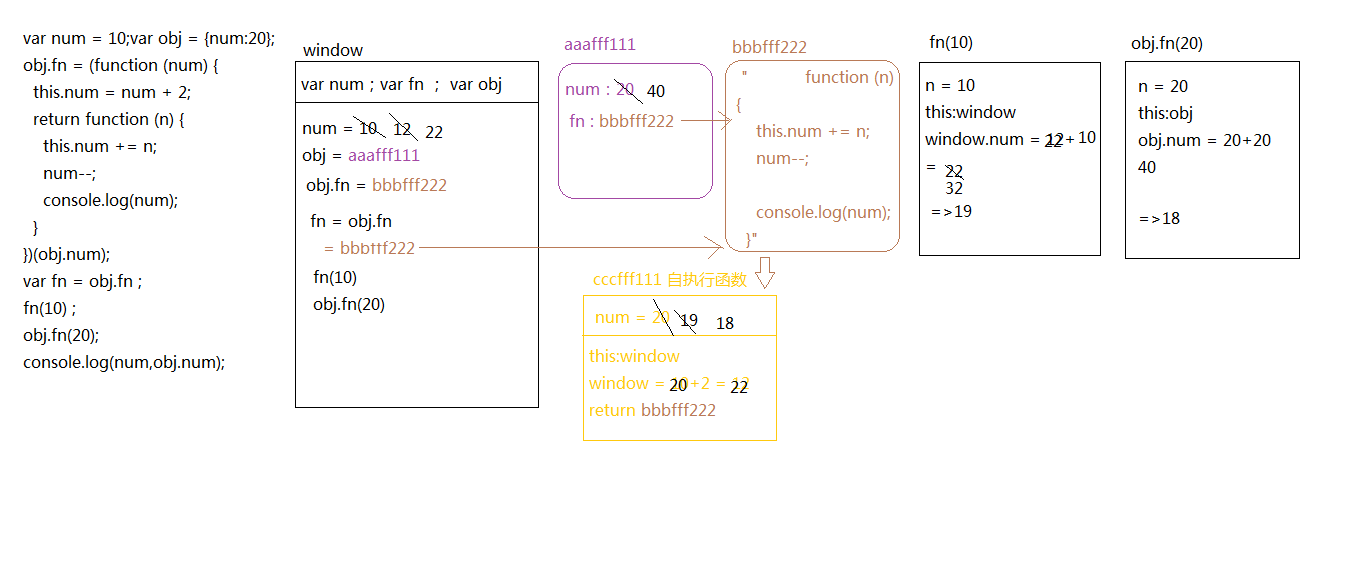 var num = 10;var obj = {num:20};
obj.fn = (function (num) {
this.num = num + 2;
return function (n) {
this.num += n;
num--;
console.log(num);
}
})(obj.num);
var fn = obj.fn ;
fn(10) ;
obj.fn(20);
console.log(num,obj.num);
window
var num ; var fn ; var obj
num = 10 12 22
obj = aaafff111
obj.fn = bbbfff222
fn = obj.fn
= bbbfff222
fn(10)
obj.fn(20)
aaafff111
num : 20 40
fn : bbbfff222
bbbfff222
" function (n)
{
this.num += n;
num--;
console.log(num);
}"
cccfff111 自执行函数
num = 20 19 18
this:window
window = 20+2 = 22
return bbbfff222
fn(10)
n = 10
this:window
window.num = 22+10
= 22
32
=>19
obj.fn(20)
n = 20
this:obj
obj.num = 20+20
40
=>18